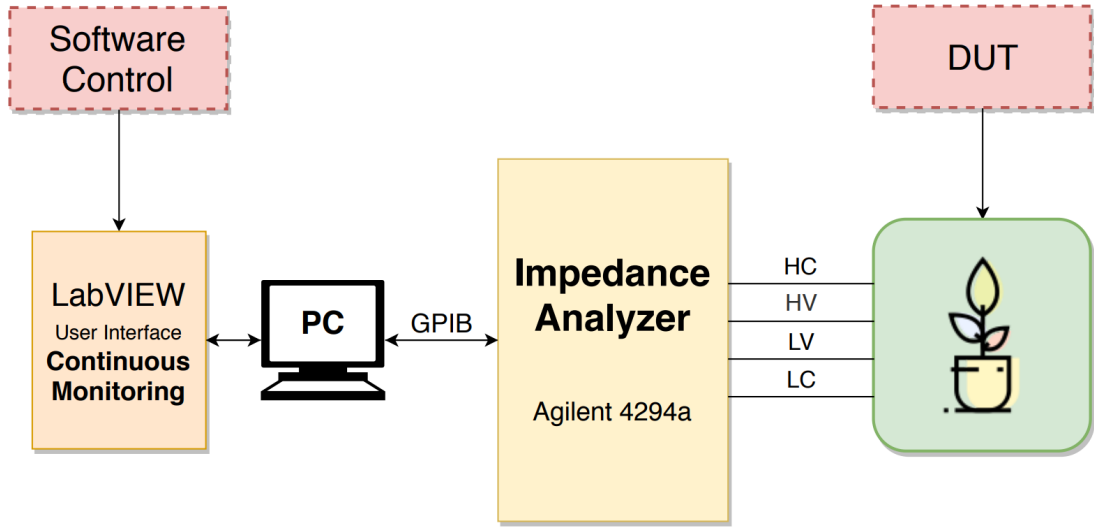 Software
Control
DUT
LabVIEW
User Interface
Continuous
Monitoring
PC
GPIB
Impedance
Analyzer
Agilent 4294a
HC
HV
LV
LC